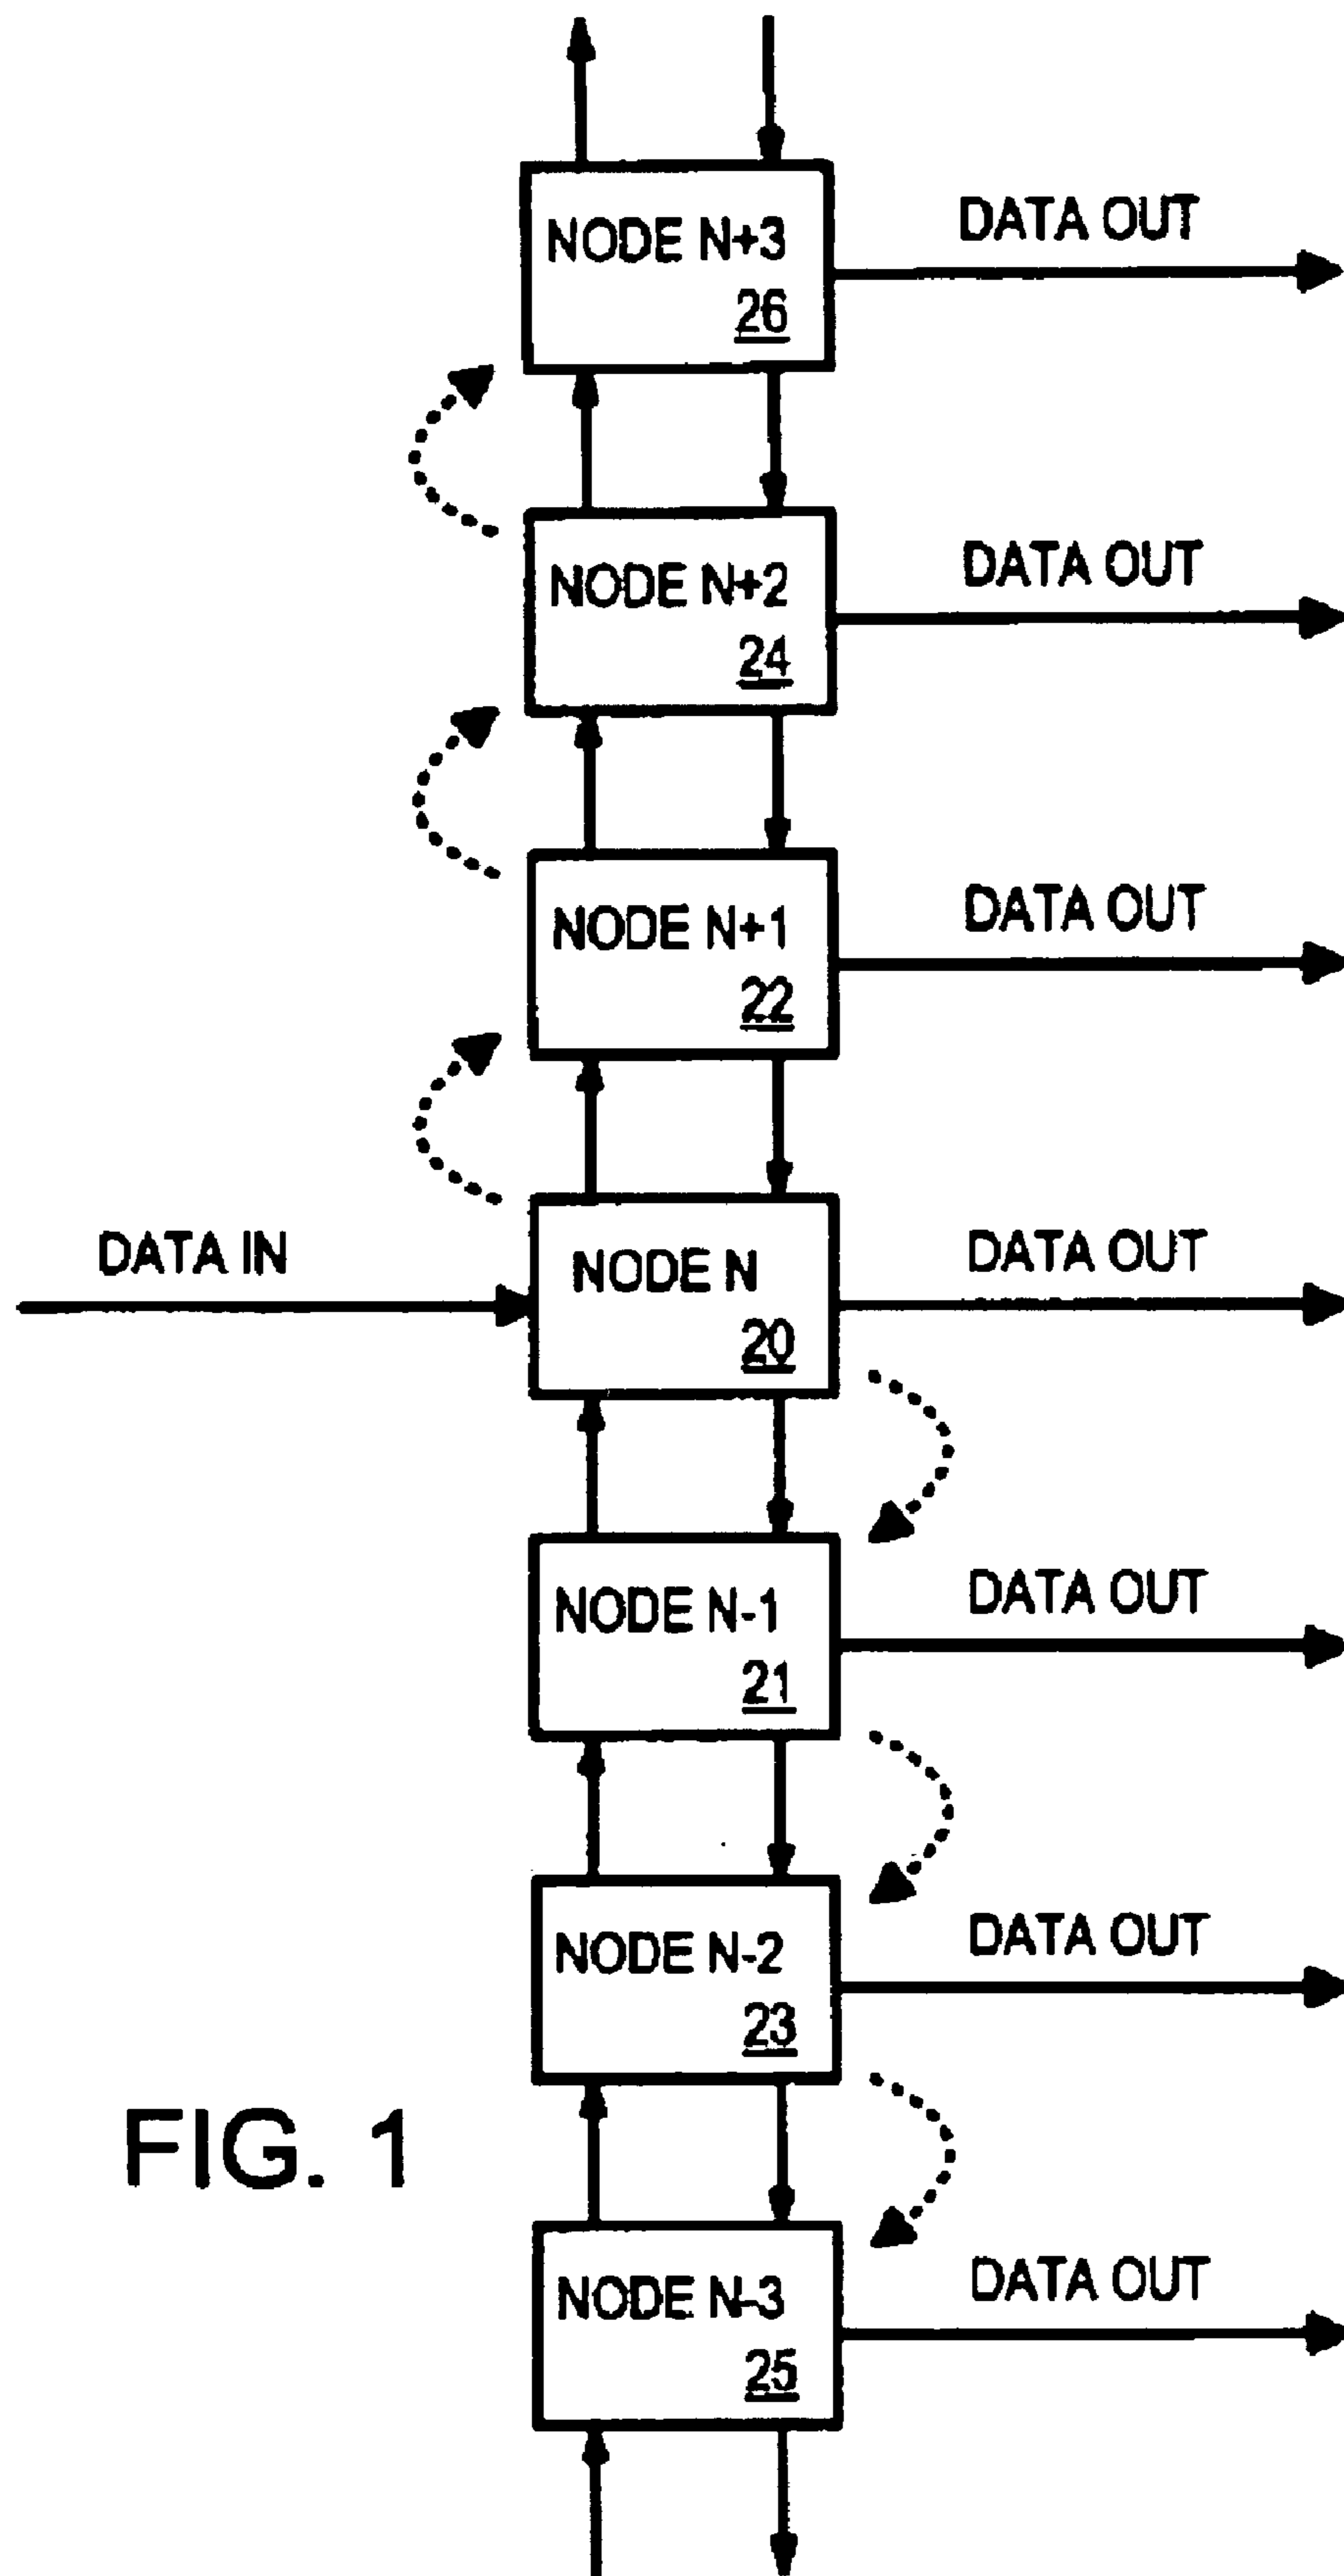 NODE N+3
26
DATA OUT
NODE N+2
24
DATA OUT
NODE N+1
22
DATA OUT
DATA IN
NODE N
20
DATA OUT
NODE N-1
21
DATA OUT
NODE N-2
23
DATA OUT
FIG. 1
NODE N-3
25
DATA OUT